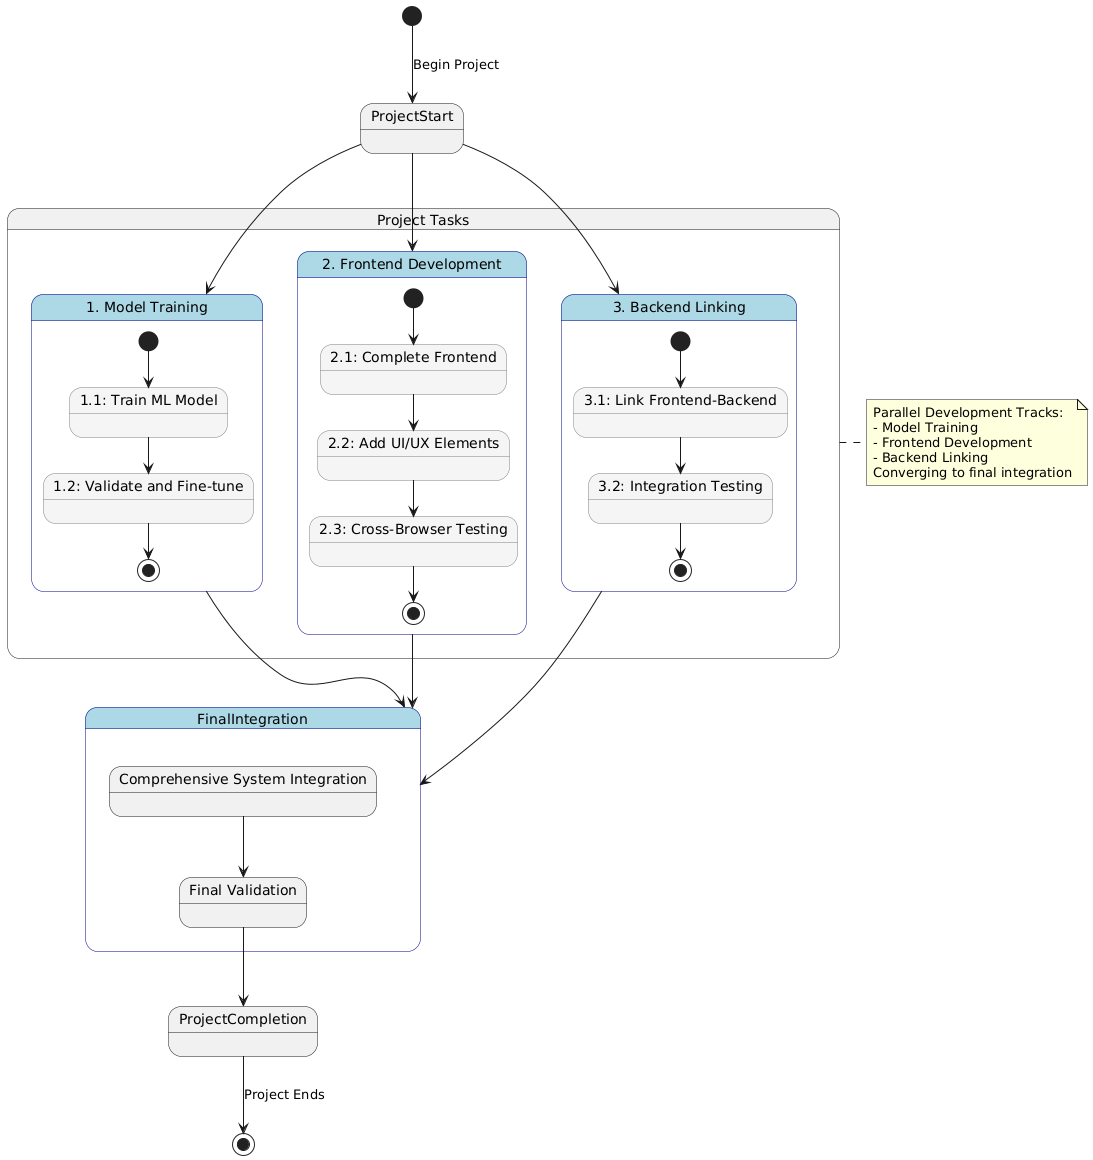 Begin Project
ProjectStart
Project Tasks
1. Model Training
1.1: Train ML Model
1.2: Validate and Fine-tune
2. Frontend Development
2.1: Complete Frontend
2.2: Add UI/UX Elements
2.3: Cross-Browser Testing
3. Backend Linking
3.1: Link Frontend-Backend
3.2: Integration Testing
Parallel Development Tracks:
- Model Training
- Frontend Development
- Backend Linking
Converging to final integration
FinalIntegration
Comprehensive System Integration
Final Validation
ProjectCompletion
Project Ends